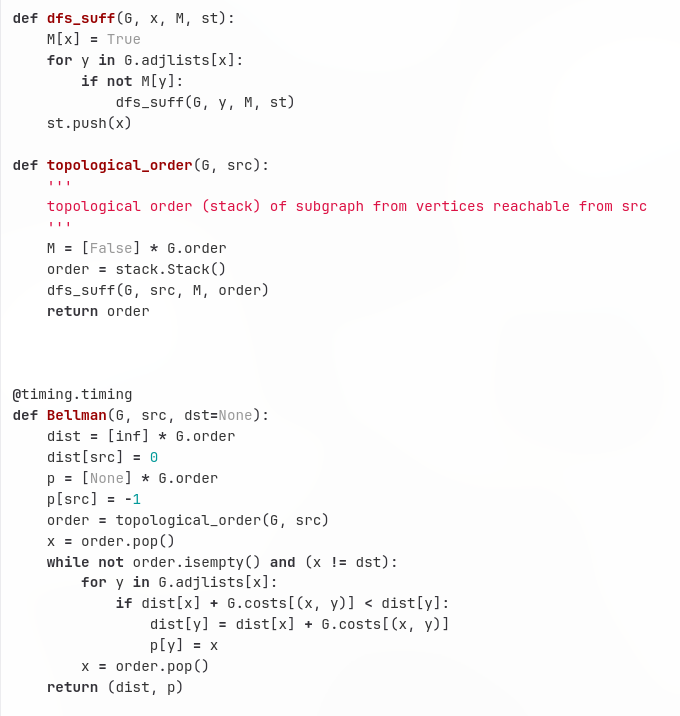 def dfs_suff(G, x, M, st):
    M[x] = True
    for y in G.adjlists[x]:
        if not M[y]:
            dfs_suff(G, y, M, st)
    st.push(x)
def topological_order(G, src):
    '''
    topological order (stack) of subgraph from vertices reachable from src
    '''
    M = [False] * G.order
    order = stack.Stack()
    dfs_suff(G, src, M, order)
    return order
@timing.timing
def Bellman(G, src, dst=None):
    dist = [inf] * G.order
    dist[src] = 0
    p = [None] * G.order
    p[src] = -1
    order = topological_order(G, src)
    x = order.pop()
    while not order.isempty() and (x != dst):
        for y in G.adjlists[x]:
            if dist[x] + G.costs[(x, y)] < dist[y]:
                dist[y] = dist[x] + G.costs[(x, y)]
                p[y] = x
        x = order.pop()
    return (dist, p)